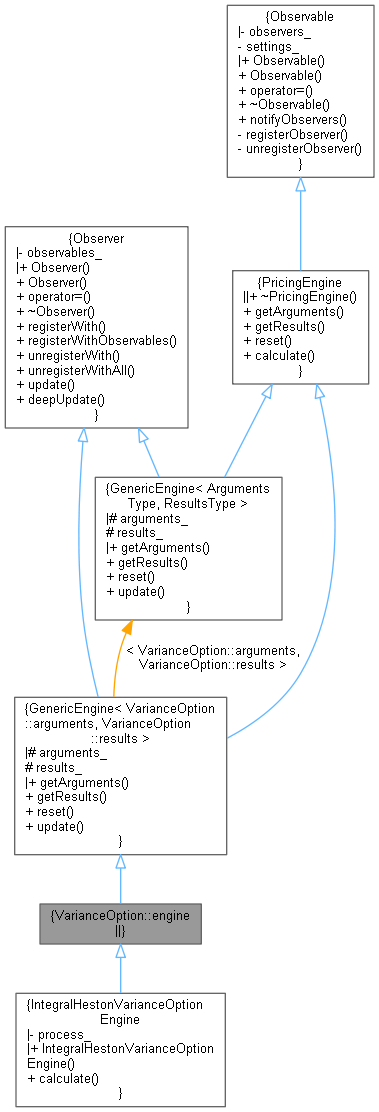 {Observable
|- observers_
- settings_
|+ Observable()
+ Observable()
+ operator=()
+ ~Observable()
+ notifyObservers()
- registerObserver()
- unregisterObserver()
}
{Observer
|- observables_
|+ Observer()
+ Observer()
+ operator=()
+ ~Observer()
+ registerWith()
+ registerWithObservables()
+ unregisterWith()
+ unregisterWithAll()
+ update()
+ deepUpdate()
}
{PricingEngine
||+ ~PricingEngine()
+ getArguments()
+ getResults()
+ reset()
+ calculate()
}
{GenericEngine< Arguments
Type, ResultsType >
|# arguments_
# results_
|+ getArguments()
+ getResults()
+ reset()
+ update()
}
< VarianceOption::arguments,
VarianceOption::results >
{GenericEngine< VarianceOption
::arguments, VarianceOption
::results >
|# arguments_
# results_
|+ getArguments()
+ getResults()
+ reset()
+ update()
}
{VarianceOption::engine
||}
{IntegralHestonVarianceOption
Engine
|- process_
|+ IntegralHestonVarianceOption
Engine()
+ calculate()
}